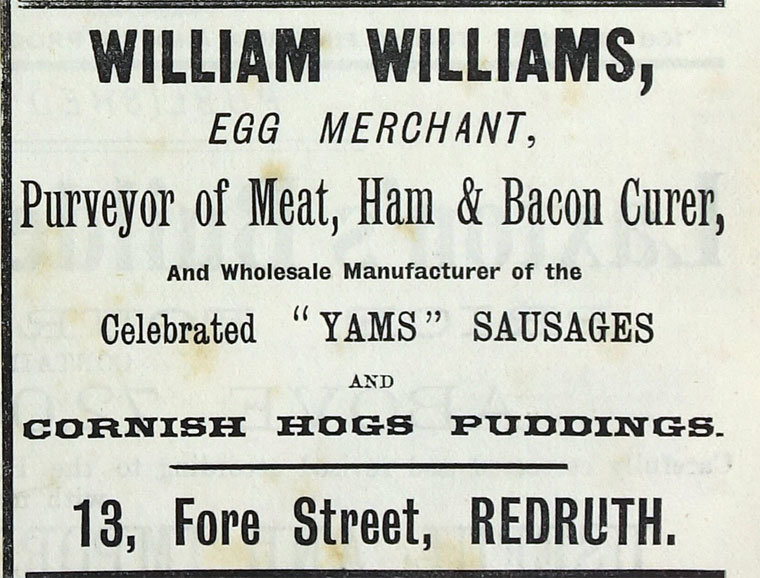 WILLIAM WILLIAMS,
EGG MERCHANT,
Purveyor of Meat, Ham & Bacon Curer,
And Wholesale Manufacturer of the
Celebrated "YAMS" SAUSAGES
AND
CORNISH HOGS PUDDINGS.
13, Fore Street, REDRUTH.